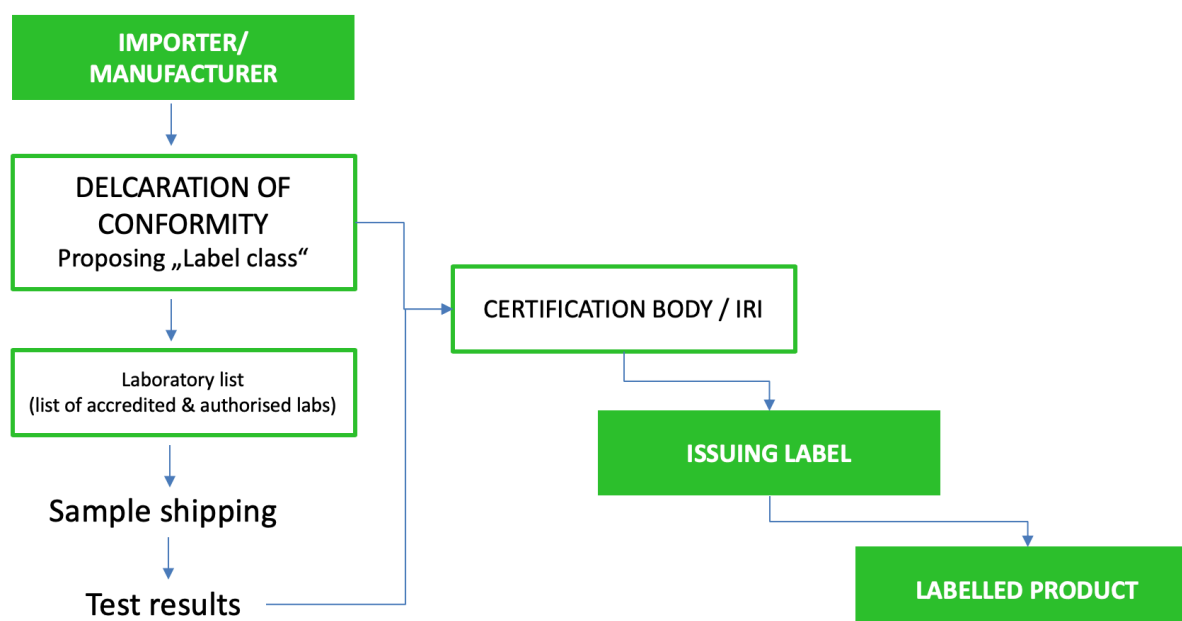 IMPORTER/
MANUFACTURER
DELCARATION OF
CONFORMITY
Proposing „Label class“
Laboratory list
(list of accredited & authorised labs)
Sample shipping
Test results
CERTIFICATION BODY / IRI
ISSUING LABEL
LABELLED PRODUCT